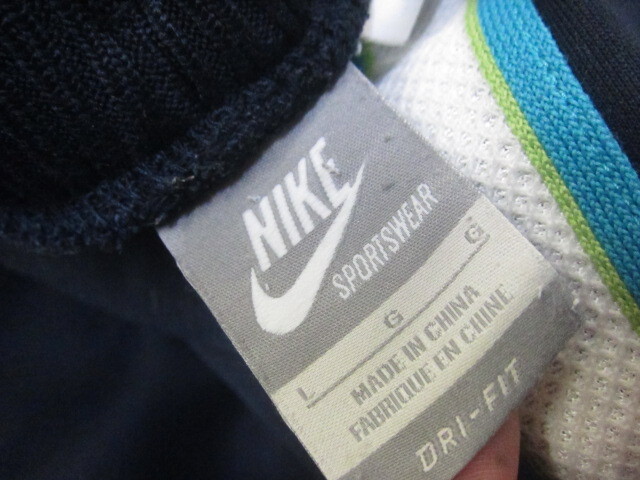 NIKE
SPORTSWEAR
L G G
MADE IN CHINA
FABRIQUE EN CHINE
DRI-FIT